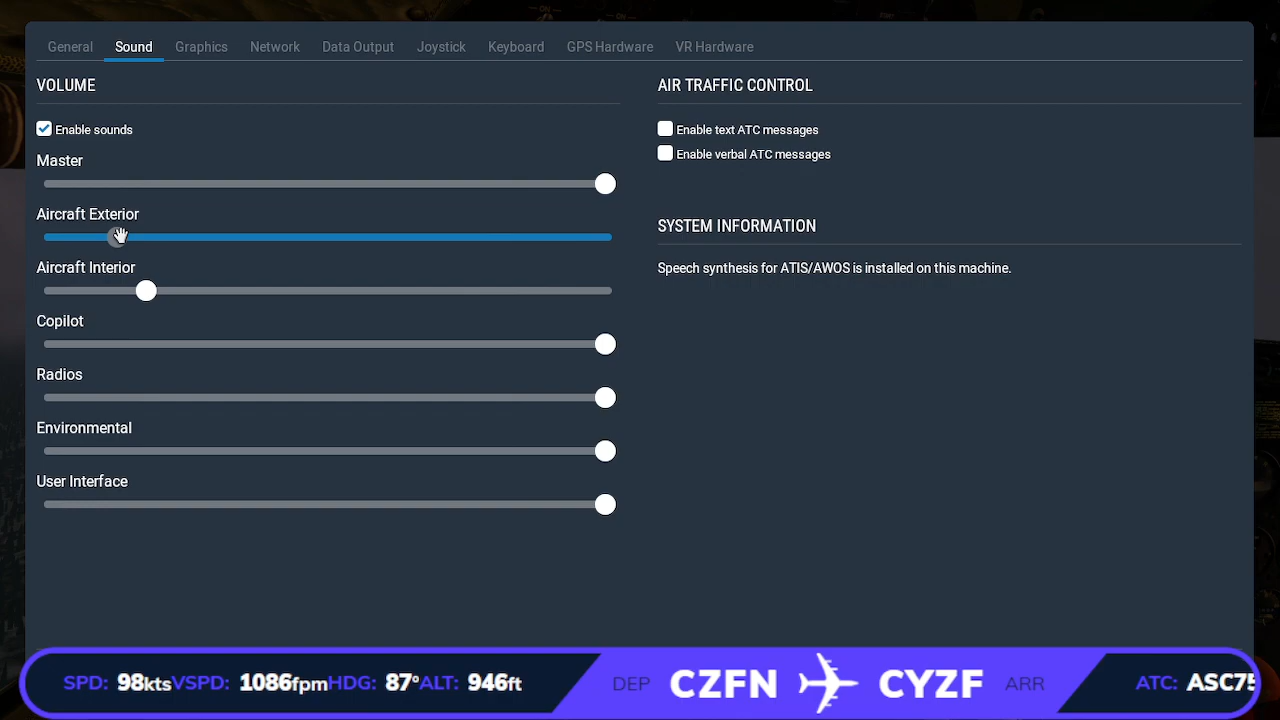 General Sound Graphics Network Data Output Joystick Keyboard GPS Hardware VR Hardware
VOLUME
Enable sounds
Master
Aircraft Exterior
Aircraft Interior
Copilot
Radios
Environmental
User Interface
AIR TRAFFIC CONTROL
Enable text ATC messages
Enable verbal ATC messages
SYSTEM INFORMATION
Speech synthesis for ATIS/AWOS is installed on this machine.
SPD: 98kts VSPD: 1086fpm HDG: 87° ALT: 946ft DEP CZFN CYZF ARR ATC: ASC75